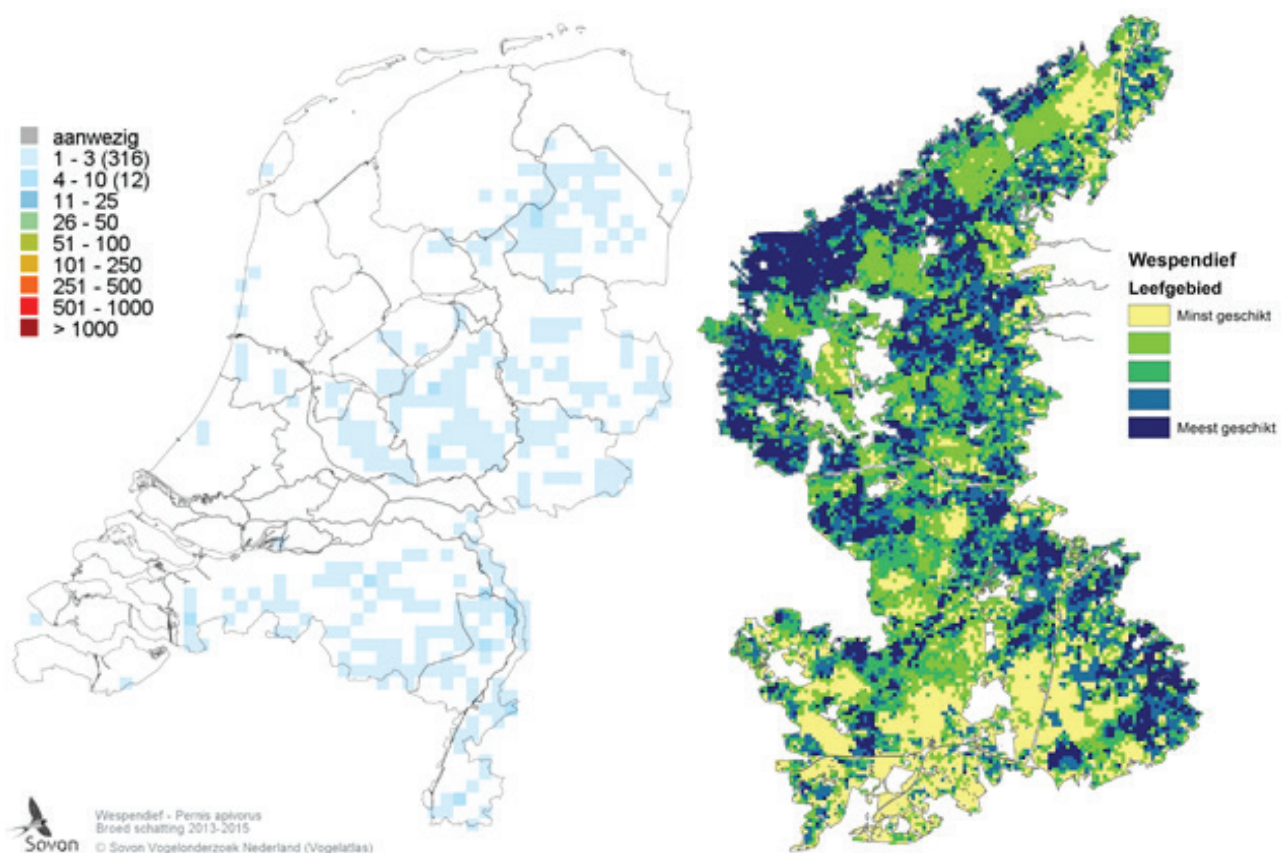 aanwezig
1 - 3 (316)
4 - 10 (12)
11 - 25
26 - 50
51 - 100
101 - 250
251 - 500
501 - 1000
> 1000
Wespendief - Pernis apivorus
Broed schatting 2013-2015
© Sovon Vogelonderzoek Nederland (Vogelatlas)
Sovon
Wespendief
Leefgebied
Minst geschikt
Meest geschikt